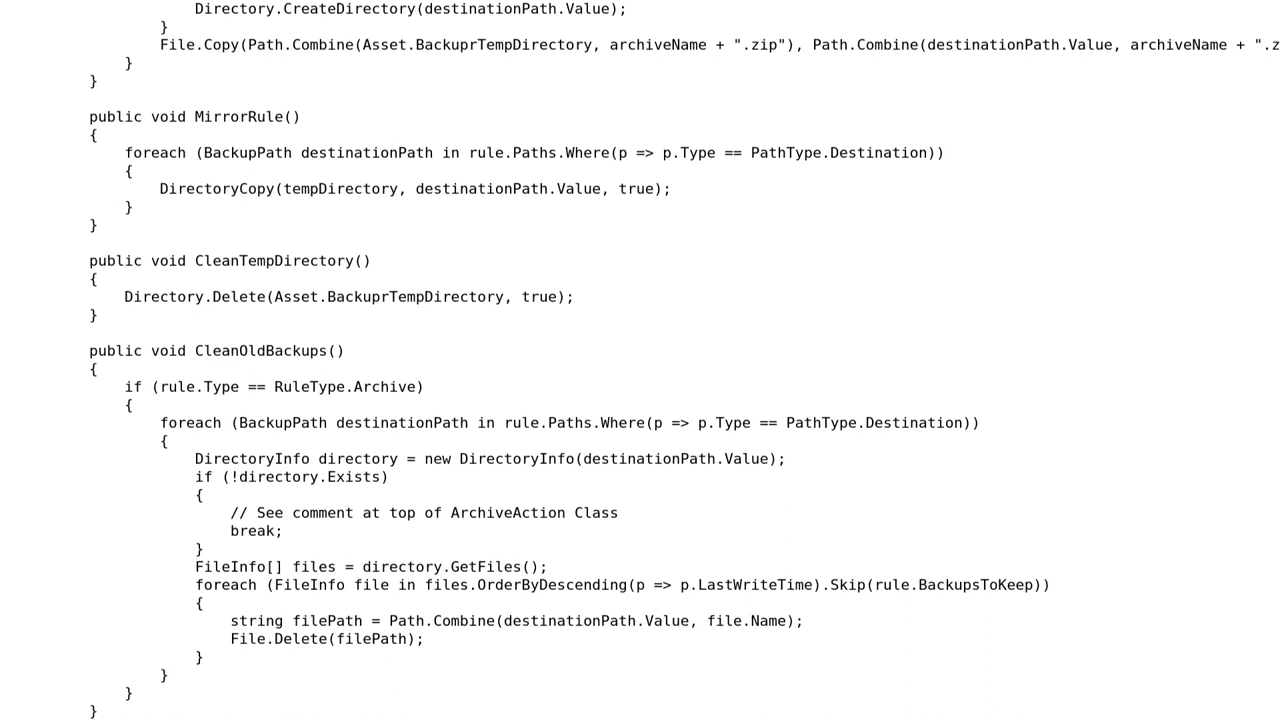 Directory.CreateDirectory(destinationPath.Value);
}
File.Copy(Path.Combine(Asset.BackuprTempDirectory, archiveName + ".zip"), Path.Combine(destinationPath.Value, archiveName + ".z
}
}
public void MirrorRule()
{
foreach (BackupPath destinationPath in rule.Paths.Where(p => p.Type == PathType.Destination))
{
DirectoryCopy(tempDirectory, destinationPath.Value, true);
}
}
public void CleanTempDirectory()
{
Directory.Delete(Asset.BackuprTempDirectory, true);
}
public void CleanOldBackups()
{
if (rule.Type == RuleType.Archive)
{
foreach (BackupPath destinationPath in rule.Paths.Where(p => p.Type == PathType.Destination))
{
DirectoryInfo directory = new DirectoryInfo(destinationPath.Value);
if (!directory.Exists)
{
// See comment at top of ArchiveAction Class
break;
}
FileInfo[] files = directory.GetFiles();
foreach (FileInfo file in files.OrderByDescending(p => p.LastWriteTime).Skip(rule.BackupsToKeep))
{
string filePath = Path.Combine(destinationPath.Value, file.Name);
File.Delete(filePath);
}
}
}
}